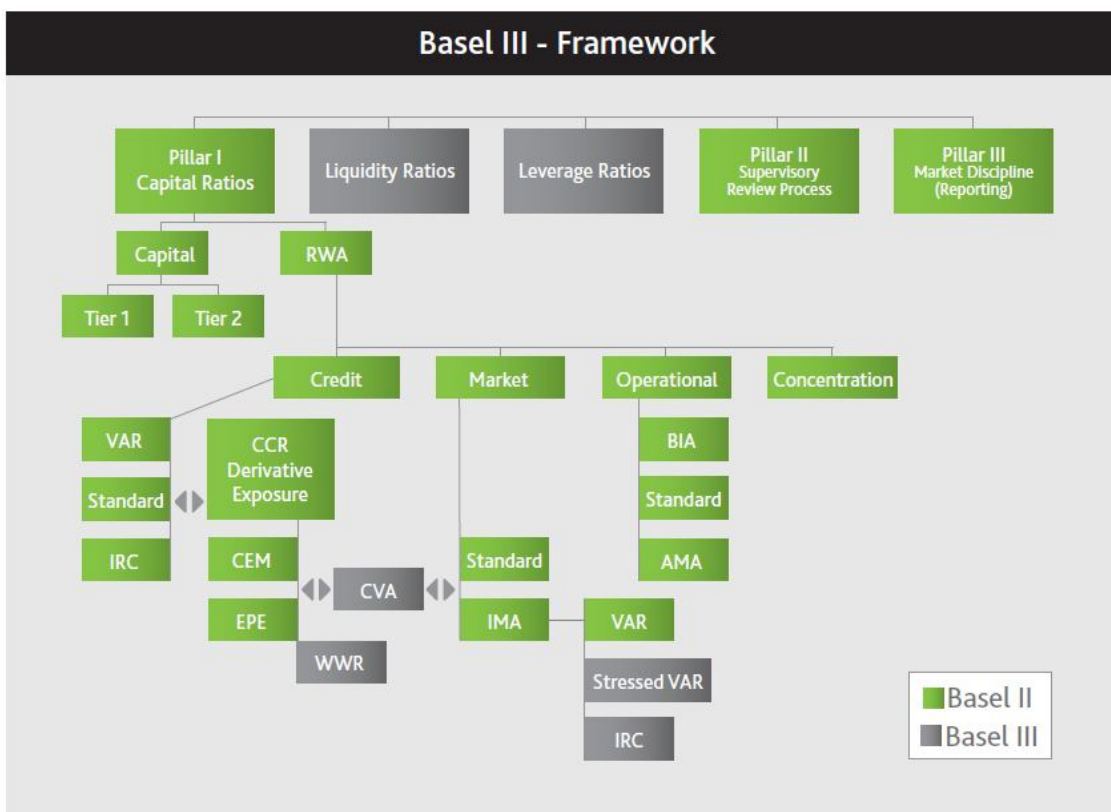 Basel III - Framework
Pillar I
Capital Ratios
Liquidity Ratios
Leverage Ratios
Pillar II
Supervisory
Review Process
Pillar III
Market Discipline
(Reporting)
Capital
RWA
Tier 1
Tier 2
Credit
Market
Operational
Concentration
VAR
Standard
IRC
CCR
Derivative
Exposure
CEM
EPE
WWR
CVA
Standard
IMA
VAR
Stressed VAR
IRC
BIA
Standard
AMA
Basel II
Basel III